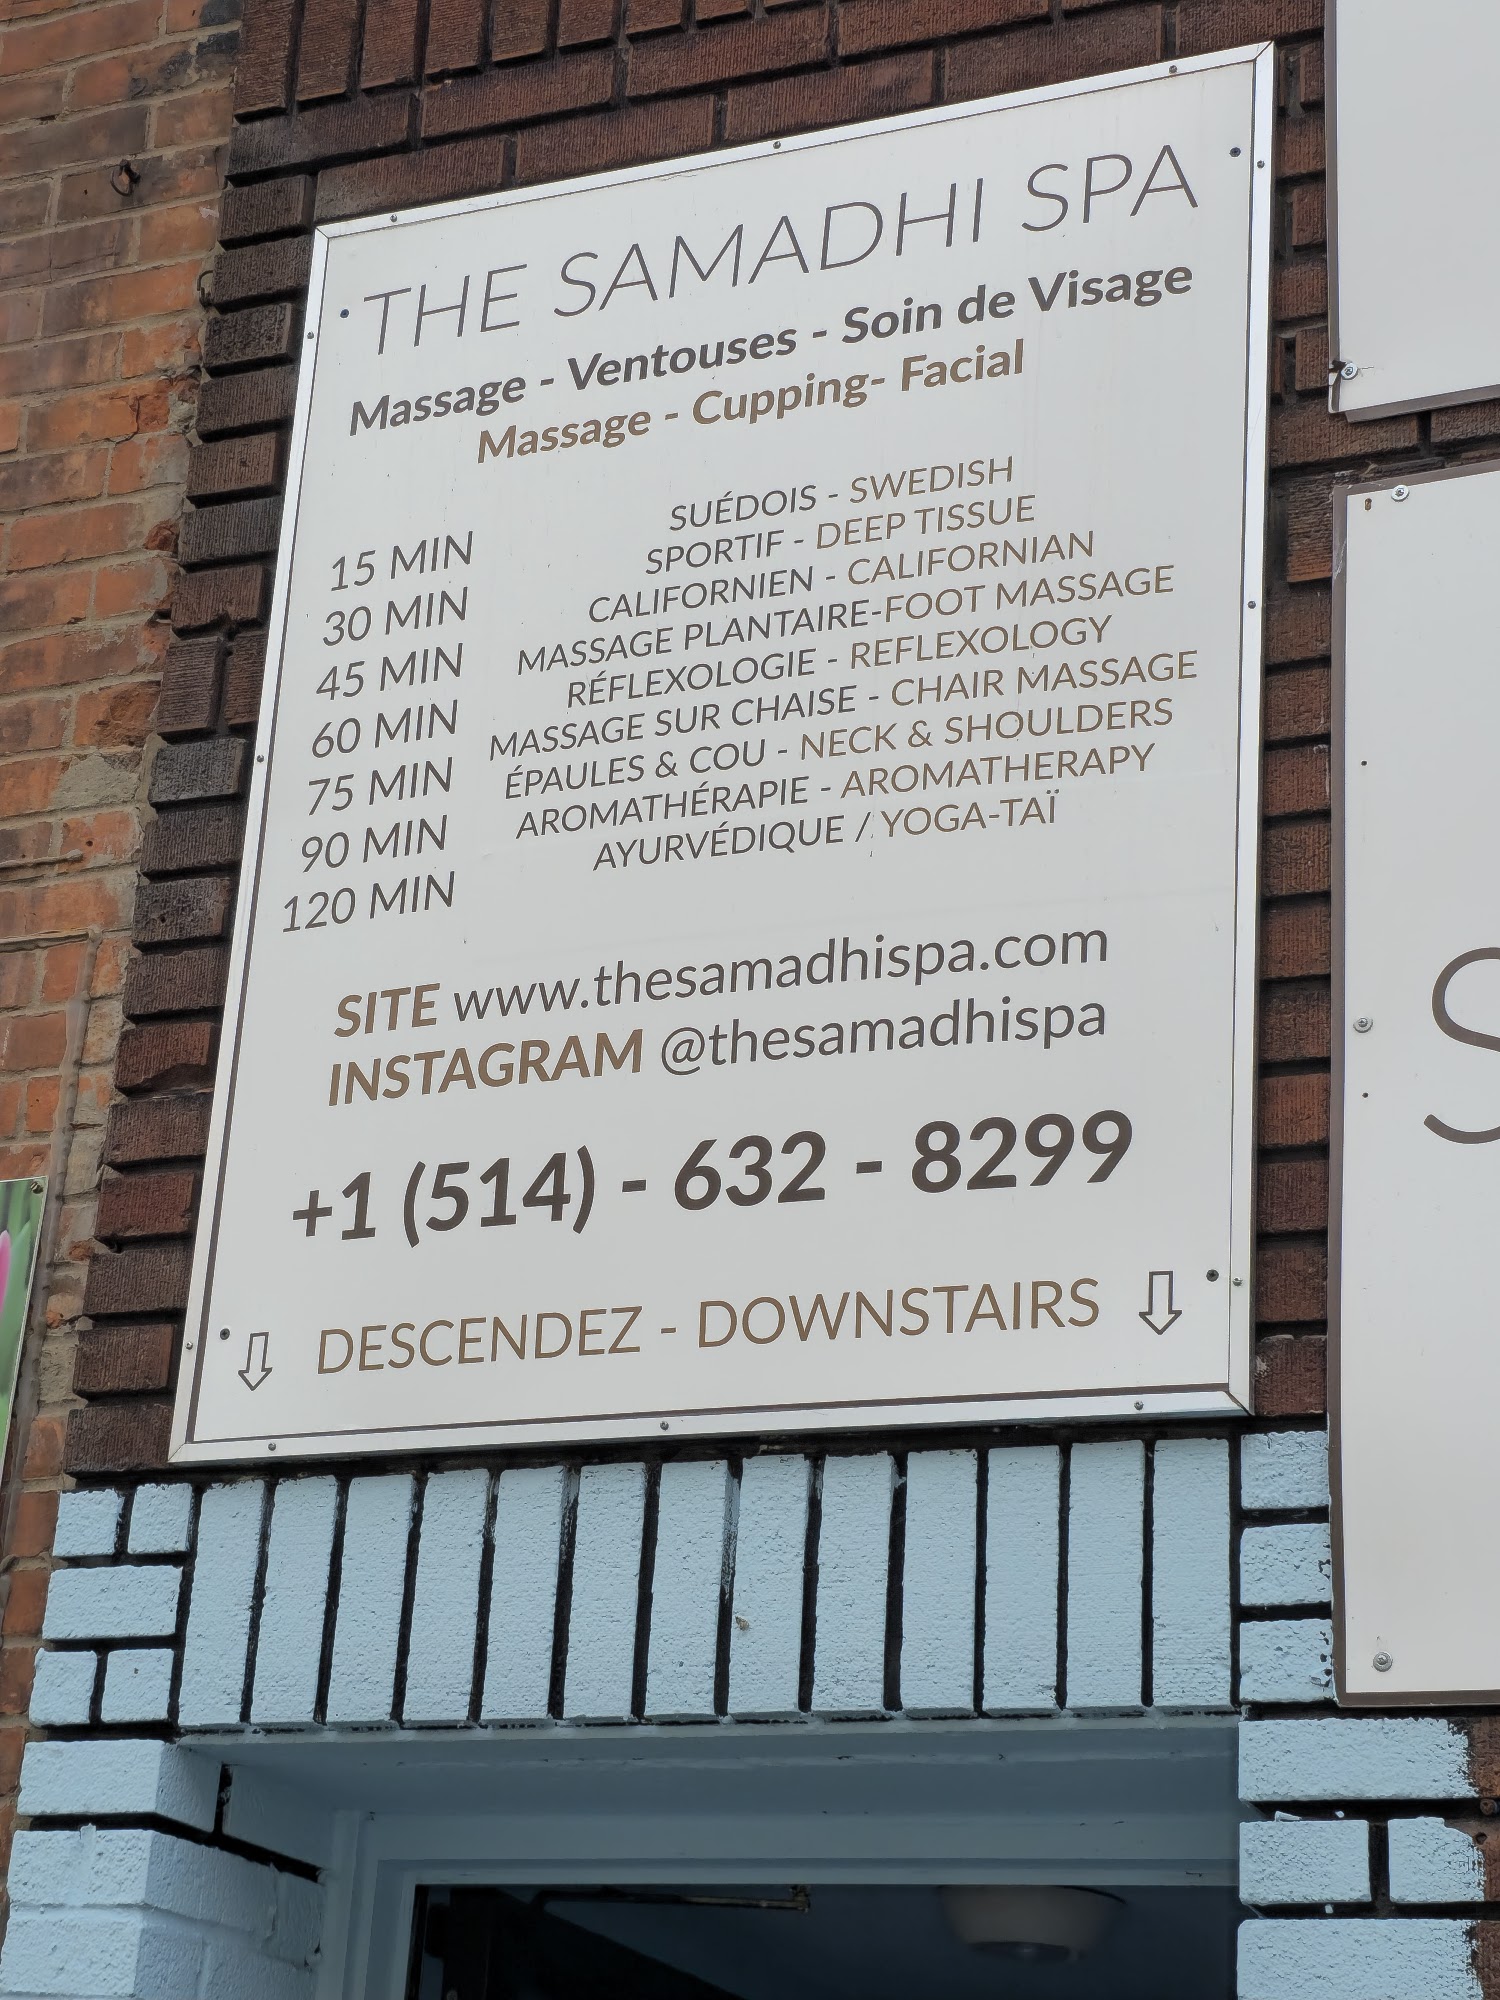 THE SAMADHI SPA
Massage - Ventouses - Soin de Visage
Massage - Cupping- Facial
15 MIN
30 MIN
45 MIN
60 MIN
75 MIN
90 MIN
120 MIN
SUÉDOIS - SWEDISH
SPORTIF - DEEP TISSUE
CALIFORNIEN - CALIFORNIAN
MASSAGE PLANTAIRE-FOOT MASSAGE
RÉFLEXOLOGIE - REFLEXOLOGY
MASSAGE SUR CHAISE - CHAIR MASSAGE
ÉPAULES & COU - NECK & SHOULDERS
AROMATHÉRAPIE - AROMATHERAPY
AYURVÉDIQUE / YOGA-TAÏ
SITE www.thesamadhispa.com
INSTAGRAM @thesamadhispa
+1 (514) - 632 - 8299
DESCENDEZ - DOWNSTAIRS
S